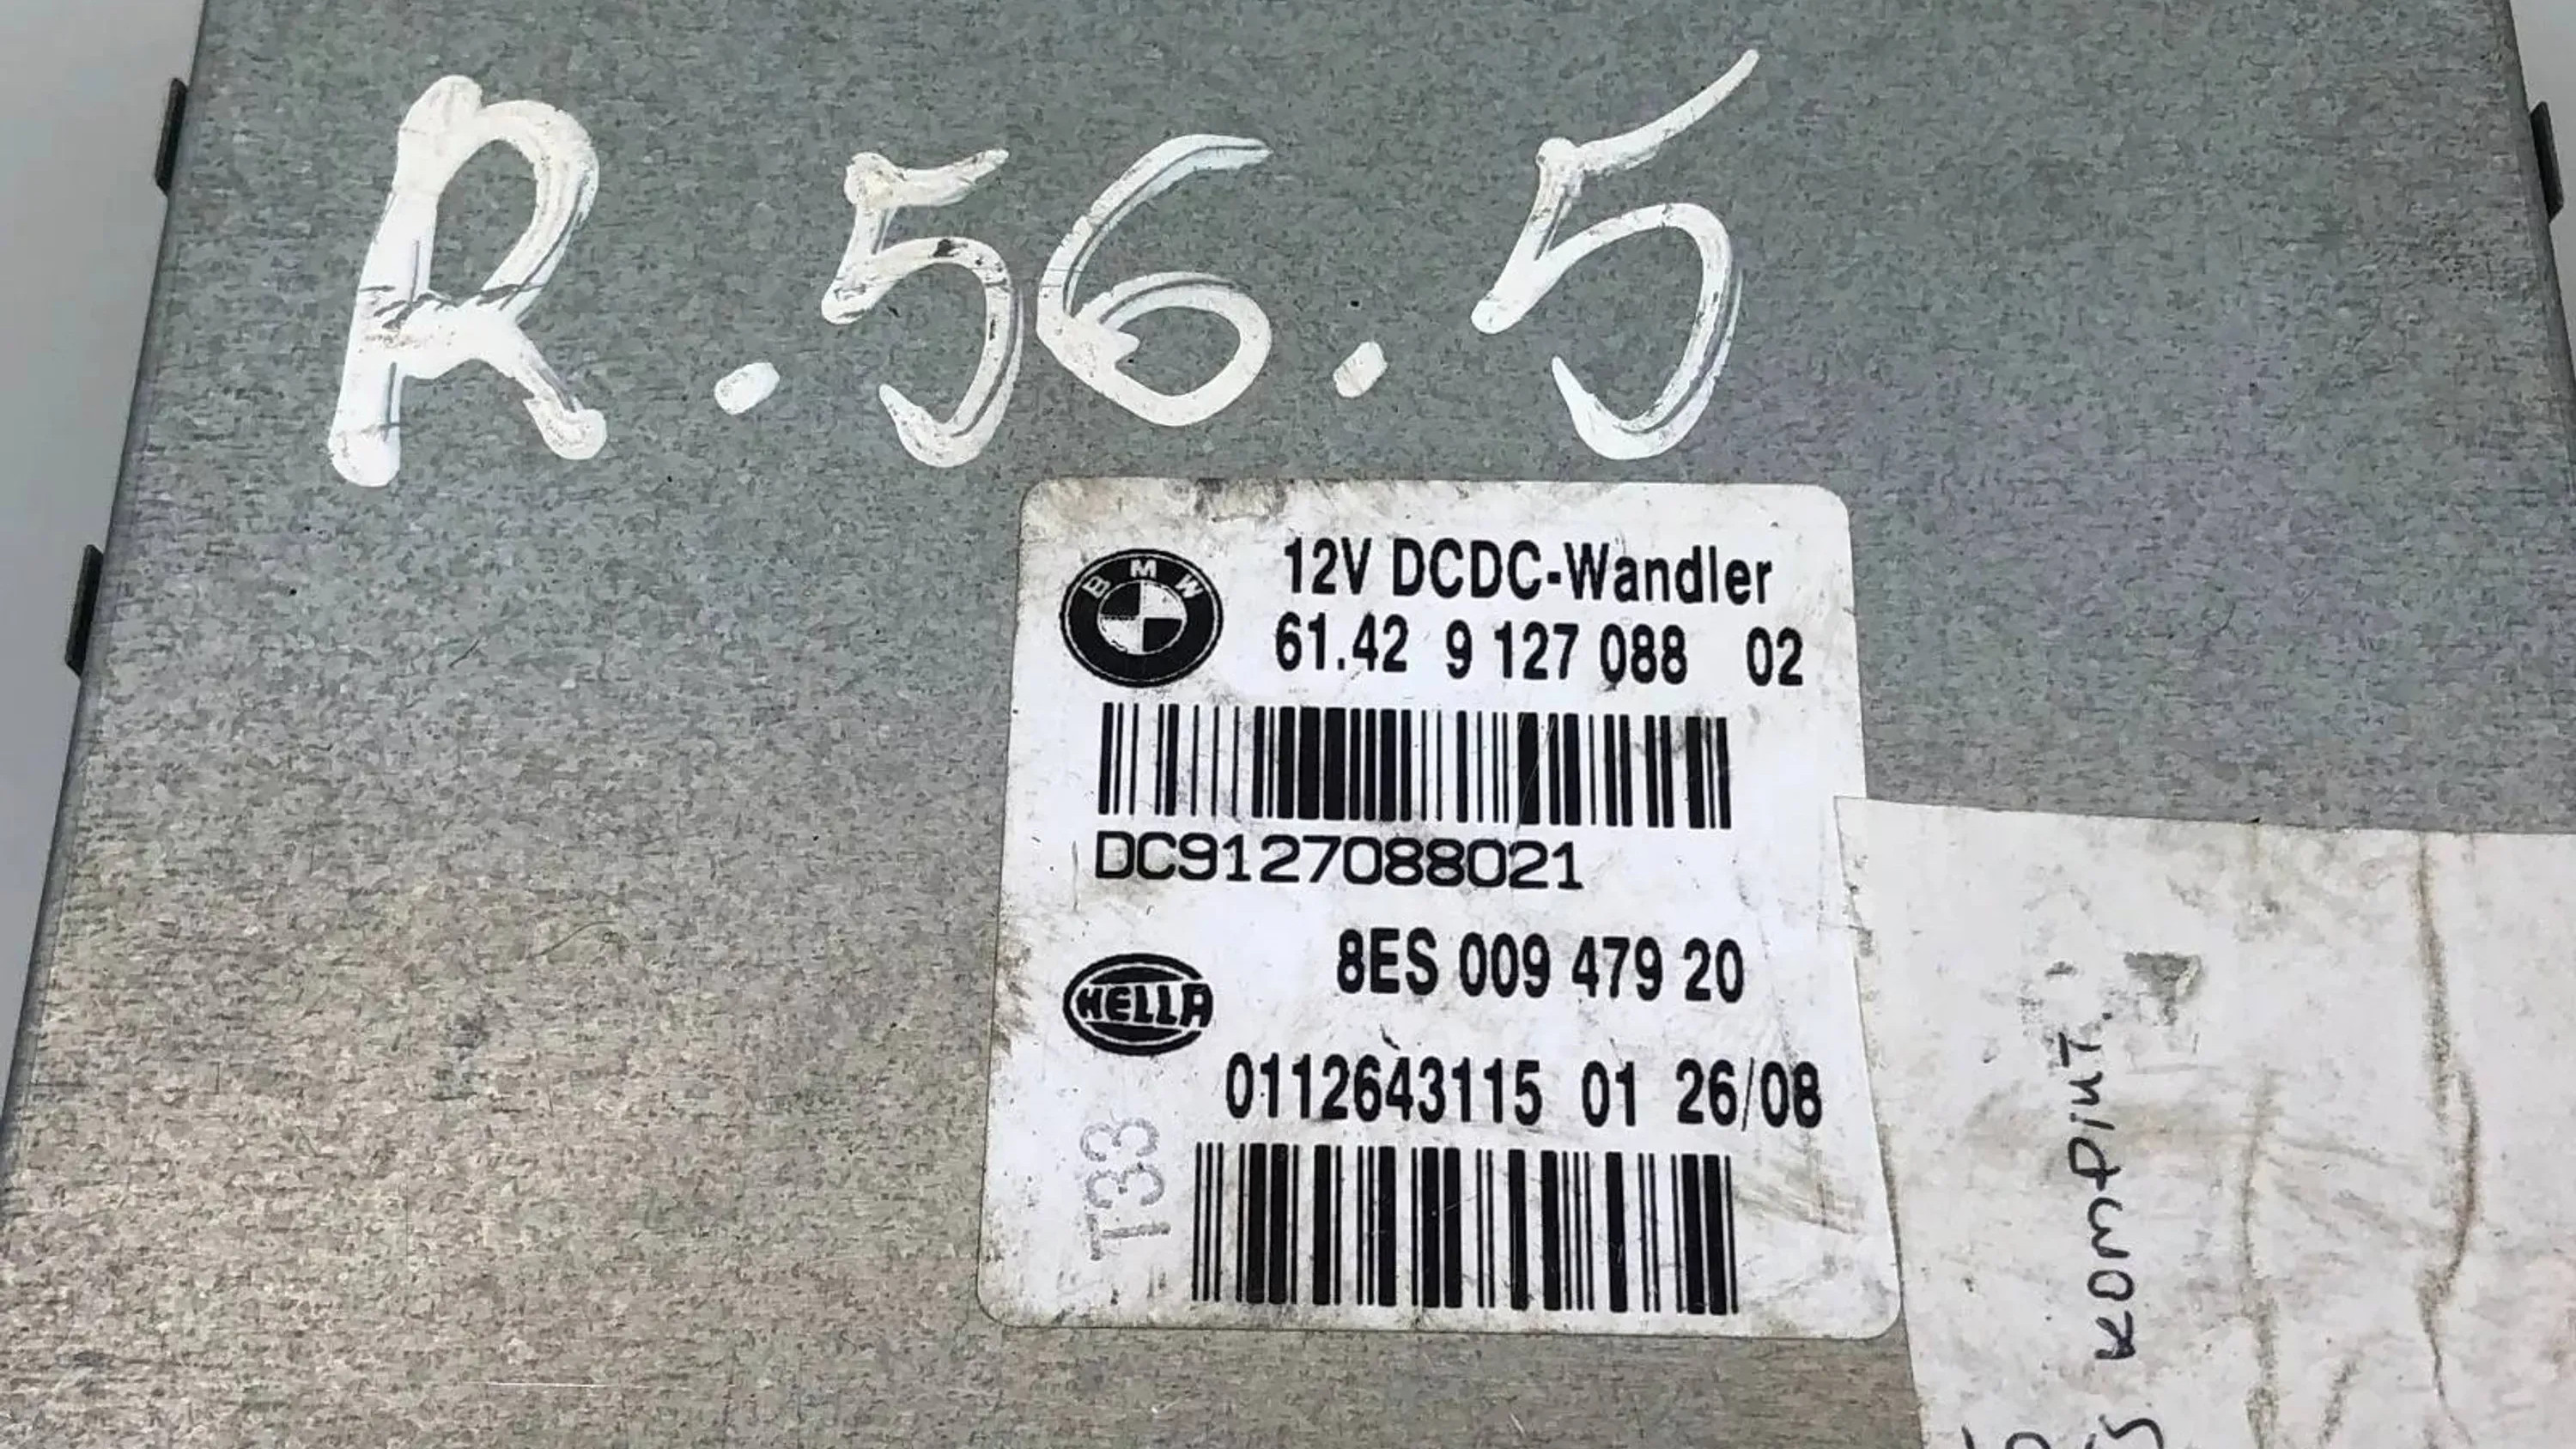 R.56.5
BMW
12V DCDC-Wandler
61.42 9 127 088 02
DC9127088021
8ES 009 479 20
HELLA
0112643115 01 26/08
T33